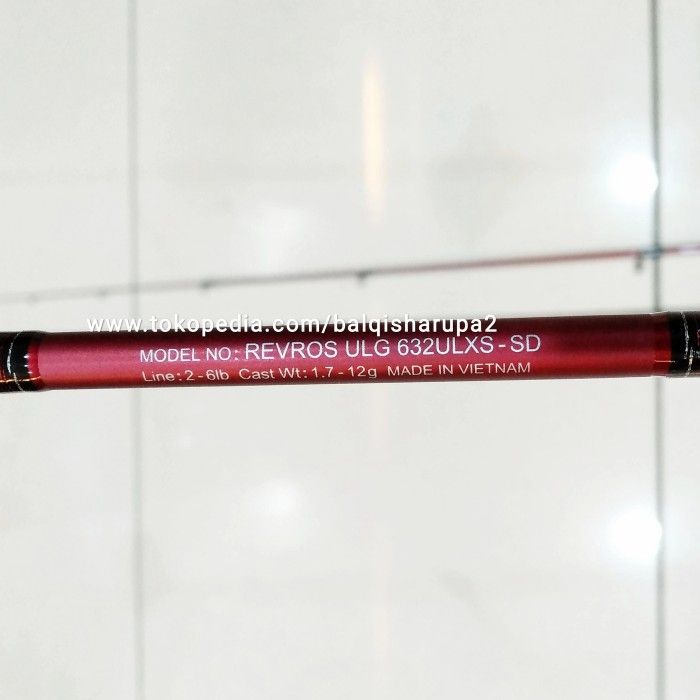 www.tokopedia.com/balqisharupa2
MODEL NO: REVROS ULG 632ULXS-SD
Line: 2-6lb Cast Wt: 1.7-12g MADE IN VIETNAM